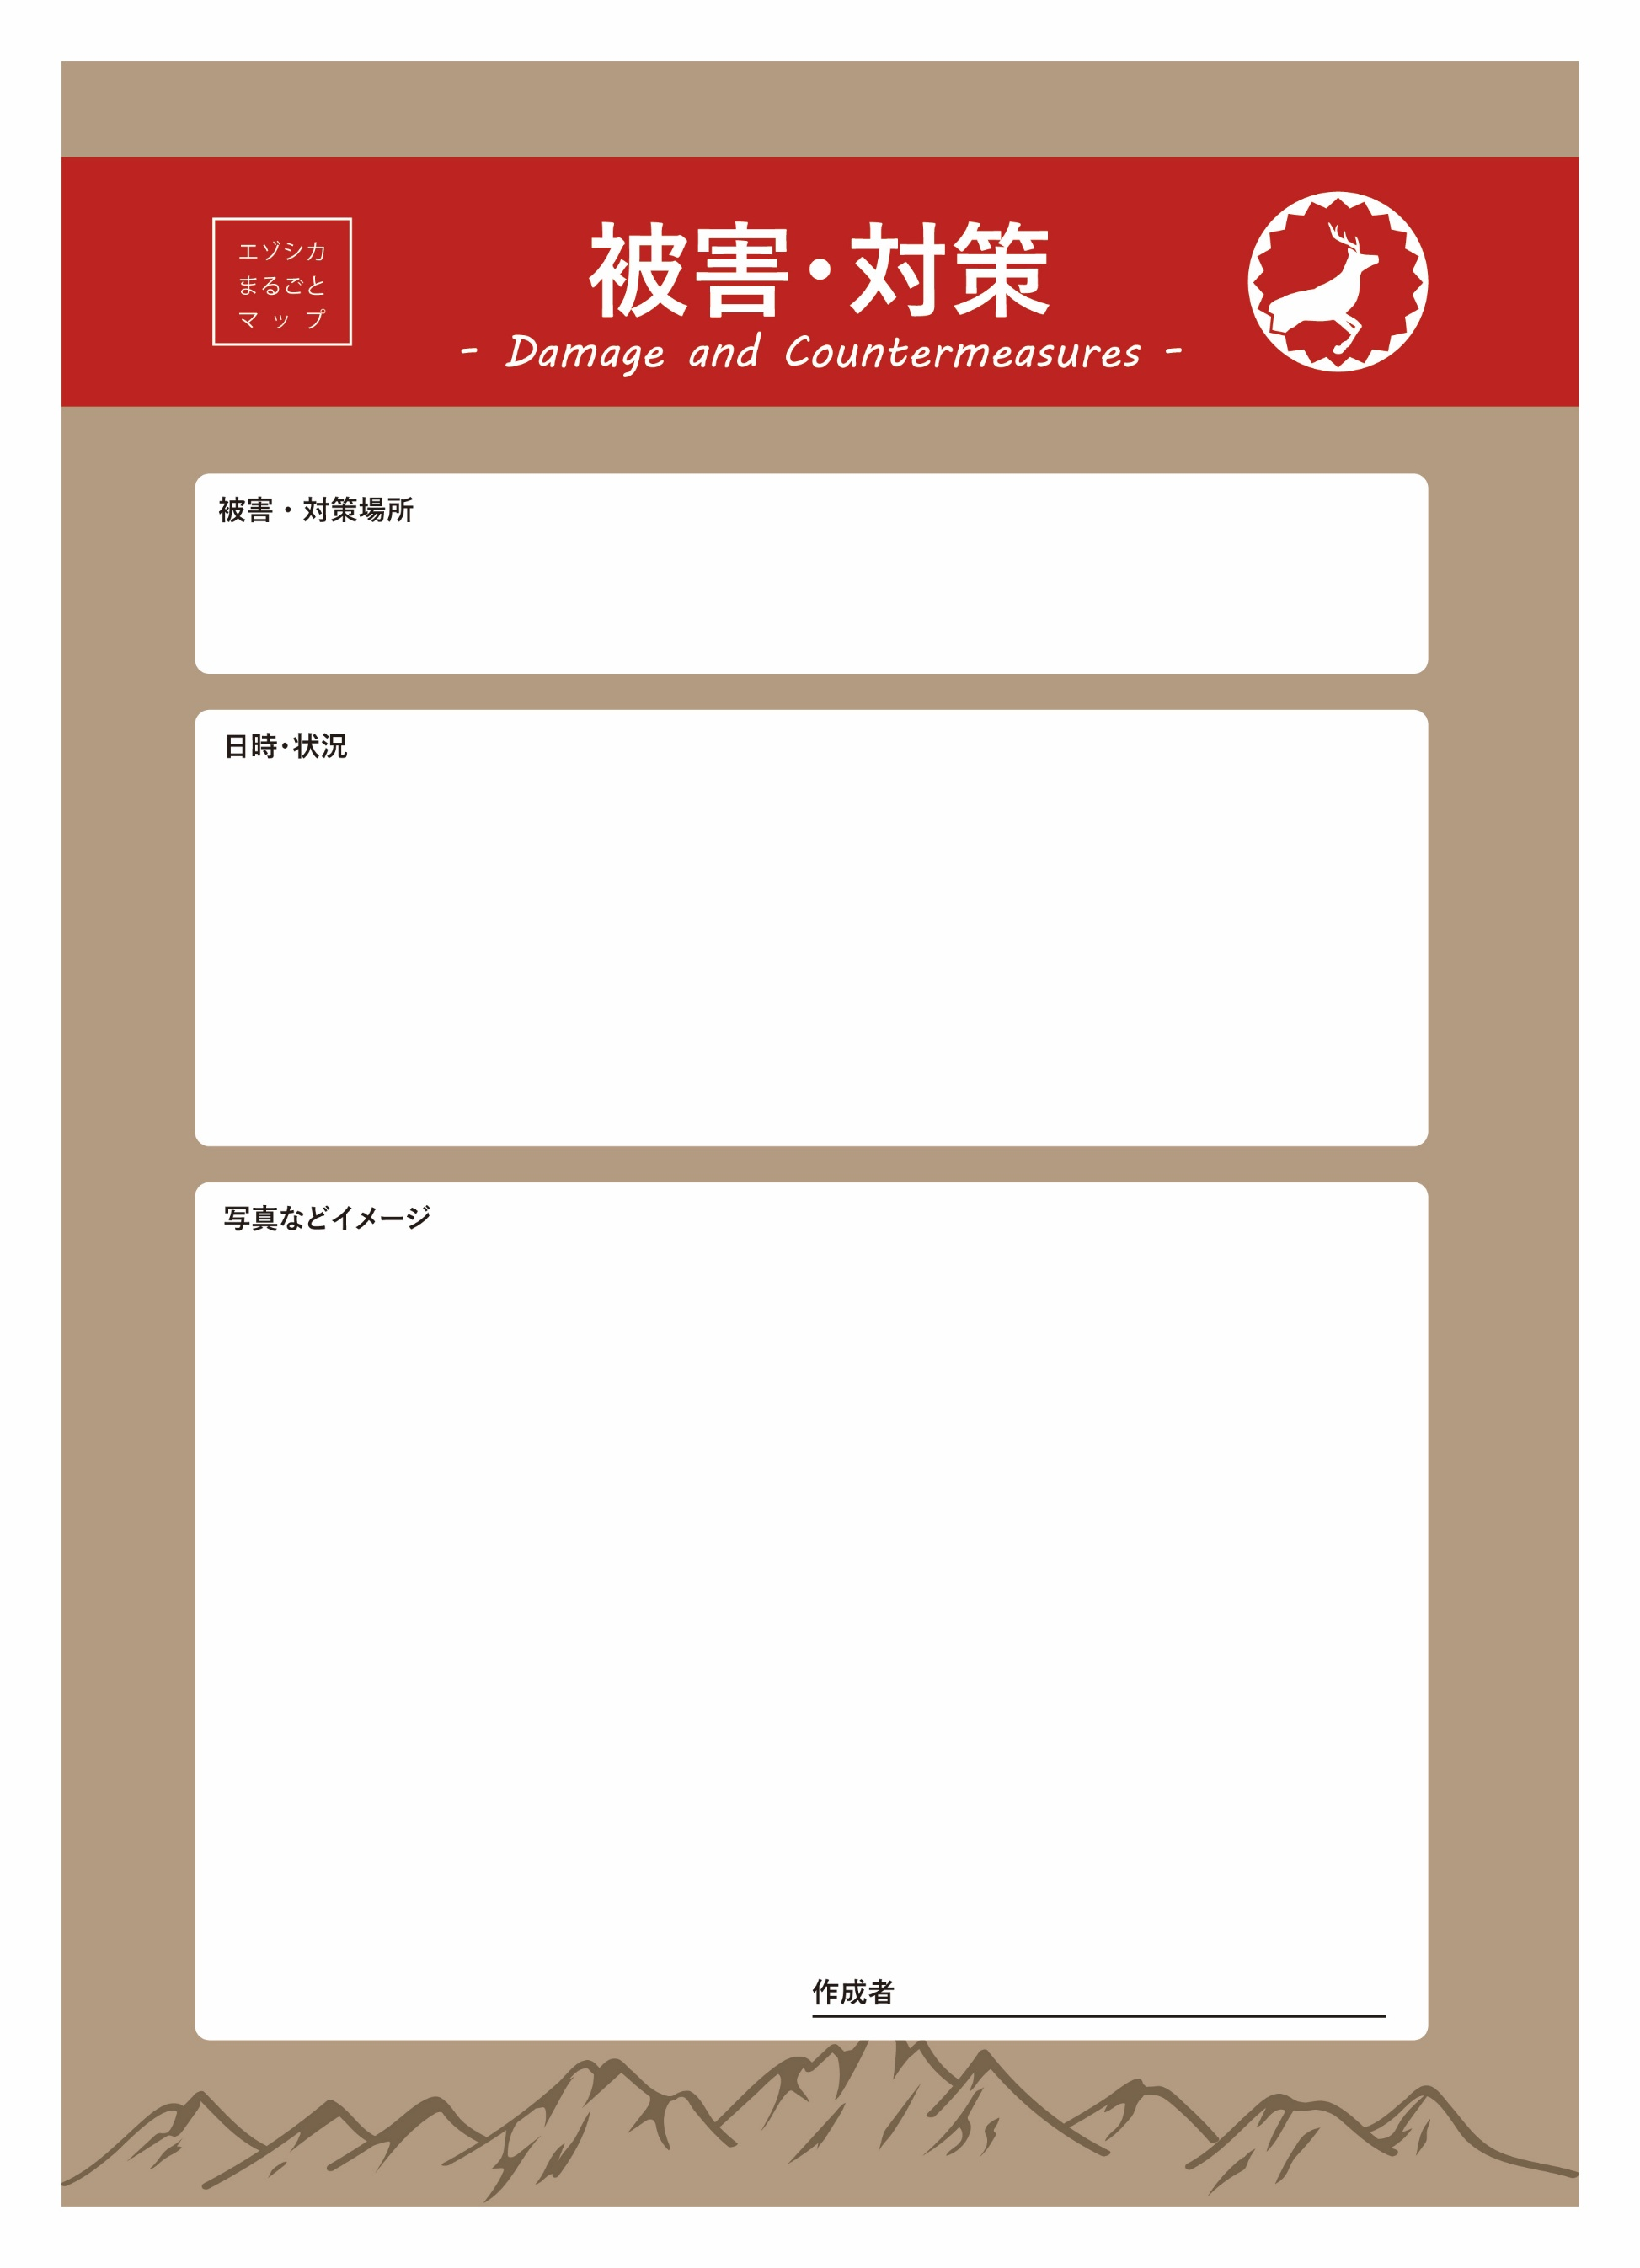 エゾシカ
まるごと
マップ
被害・対策
- Damage and Countermeasures -
被害・対策場所
日時・状況
写真などイメージ
作成者